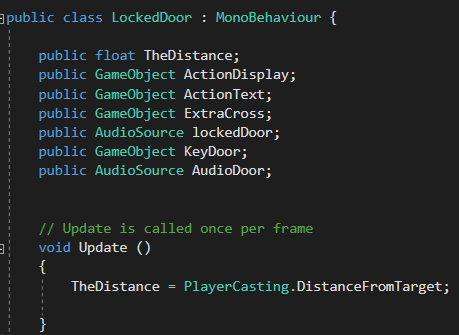 public class LockedDoor : MonoBehaviour {
public float TheDistance;
public GameObject ActionDisplay;
public GameObject ActionText;
public GameObject ExtraCross;
public AudioSource lockedDoor;
public GameObject KeyDoor;
public AudioSource AudioDoor;
// Update is called once per frame
void Update ()
{
TheDistance = PlayerCasting.DistanceFromTarget;
}